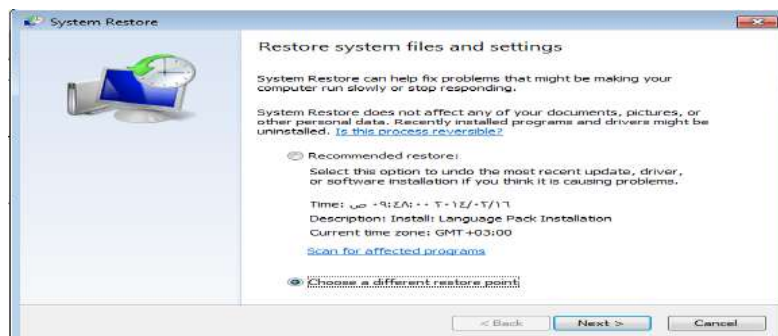 System Restore
Restore system files and settings
System Restore can help fix problems that might be making your
computer run slowly or stop responding.
System Restore does not affect any of your documents, pictures, or
other personal data. Recently installed programs and drivers might be
uninstalled. Is this process reversible?
Recommended restore:
Select this option to undo the most recent update, driver,
or software installation if you think it is causing problems.
Time: ص ٠٩:٤٨:٠٠ ٢٠١٤/٠٢/١٦
Description: Install: Language Pack Installation
Current time zone: GMT+03:00
Scan for affected programs
Choose a different restore point
< Back Next > Cancel